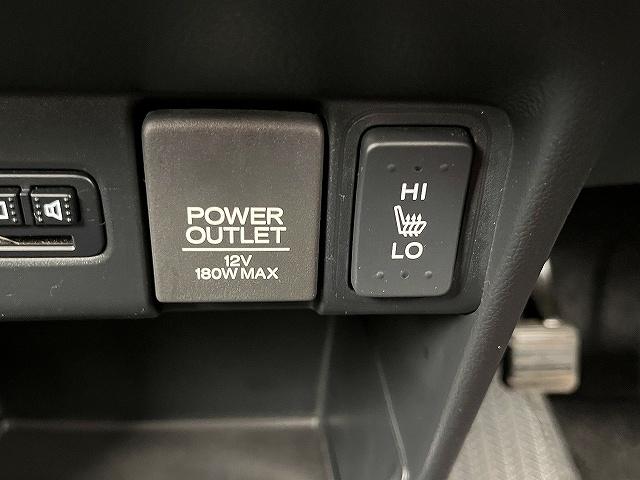 POWER
OUTLET
12V
180W MAX
HI
LO